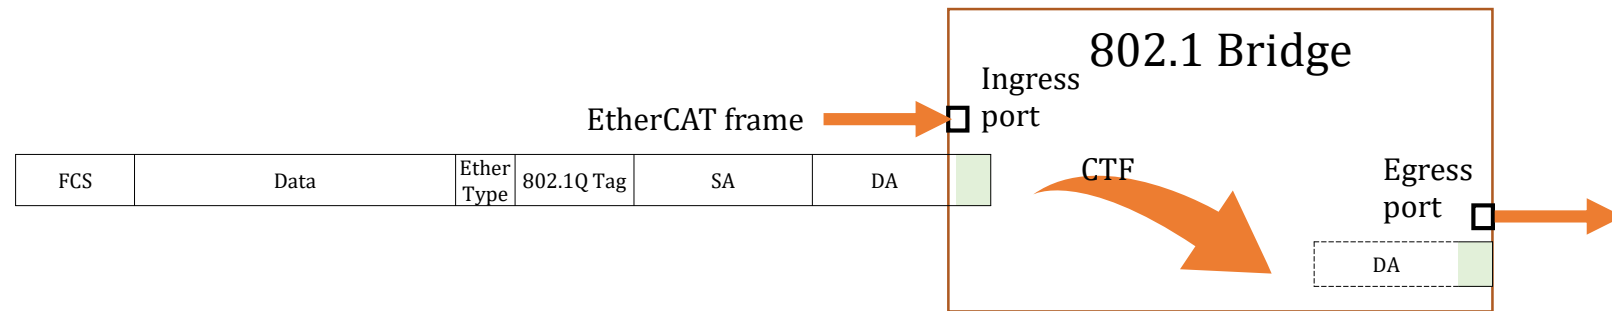 802.1 Bridge
Ingress
port
EtherCAT frame
FCS
Data
Ether
Type
802.1Q Tag
SA
DA
CTF
Egress
port
DA